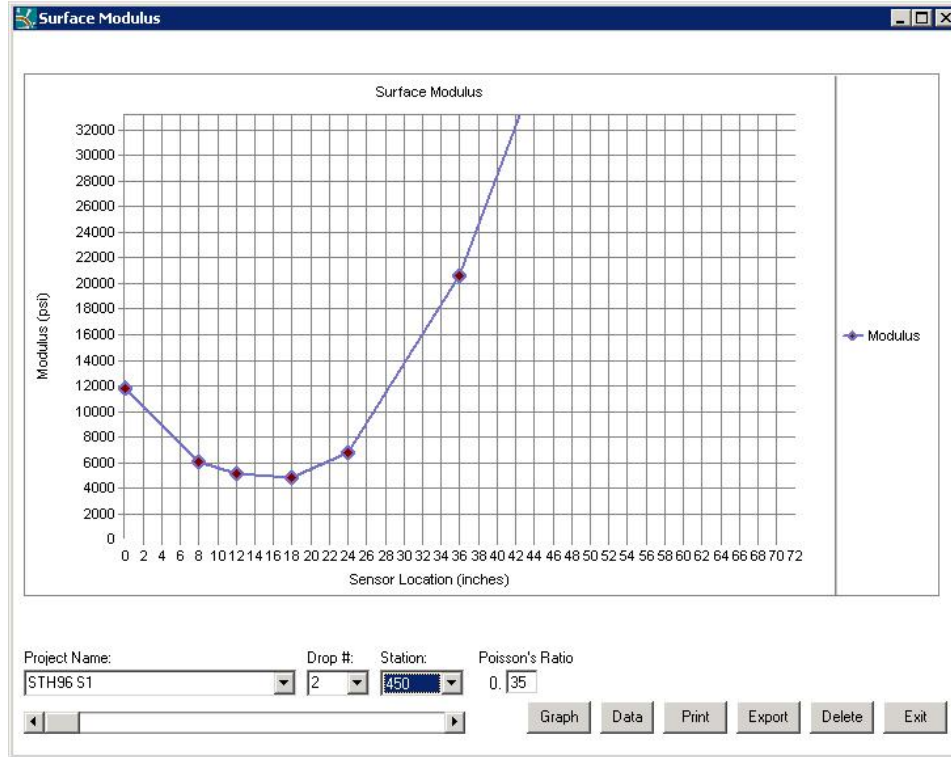 Surface Modulus
Surface Modulus
32000
30000
28000
26000
24000
22000
20000
18000
16000
14000
12000
10000
8000
6000
4000
2000
0
Modulus (psi)
0 2 4 6 8 10 12 14 16 18 20 22 24 26 28 30 32 34 36 38 40 42 44 46 48 50 52 54 56 58 60 62 64 66 68 70 72
Sensor Location (inches)
Modulus
Project Name: Drop #: Station: Poisson's Ratio
STH96 S1 2 450 0. 35
Graph Data Print Export Delete Exit